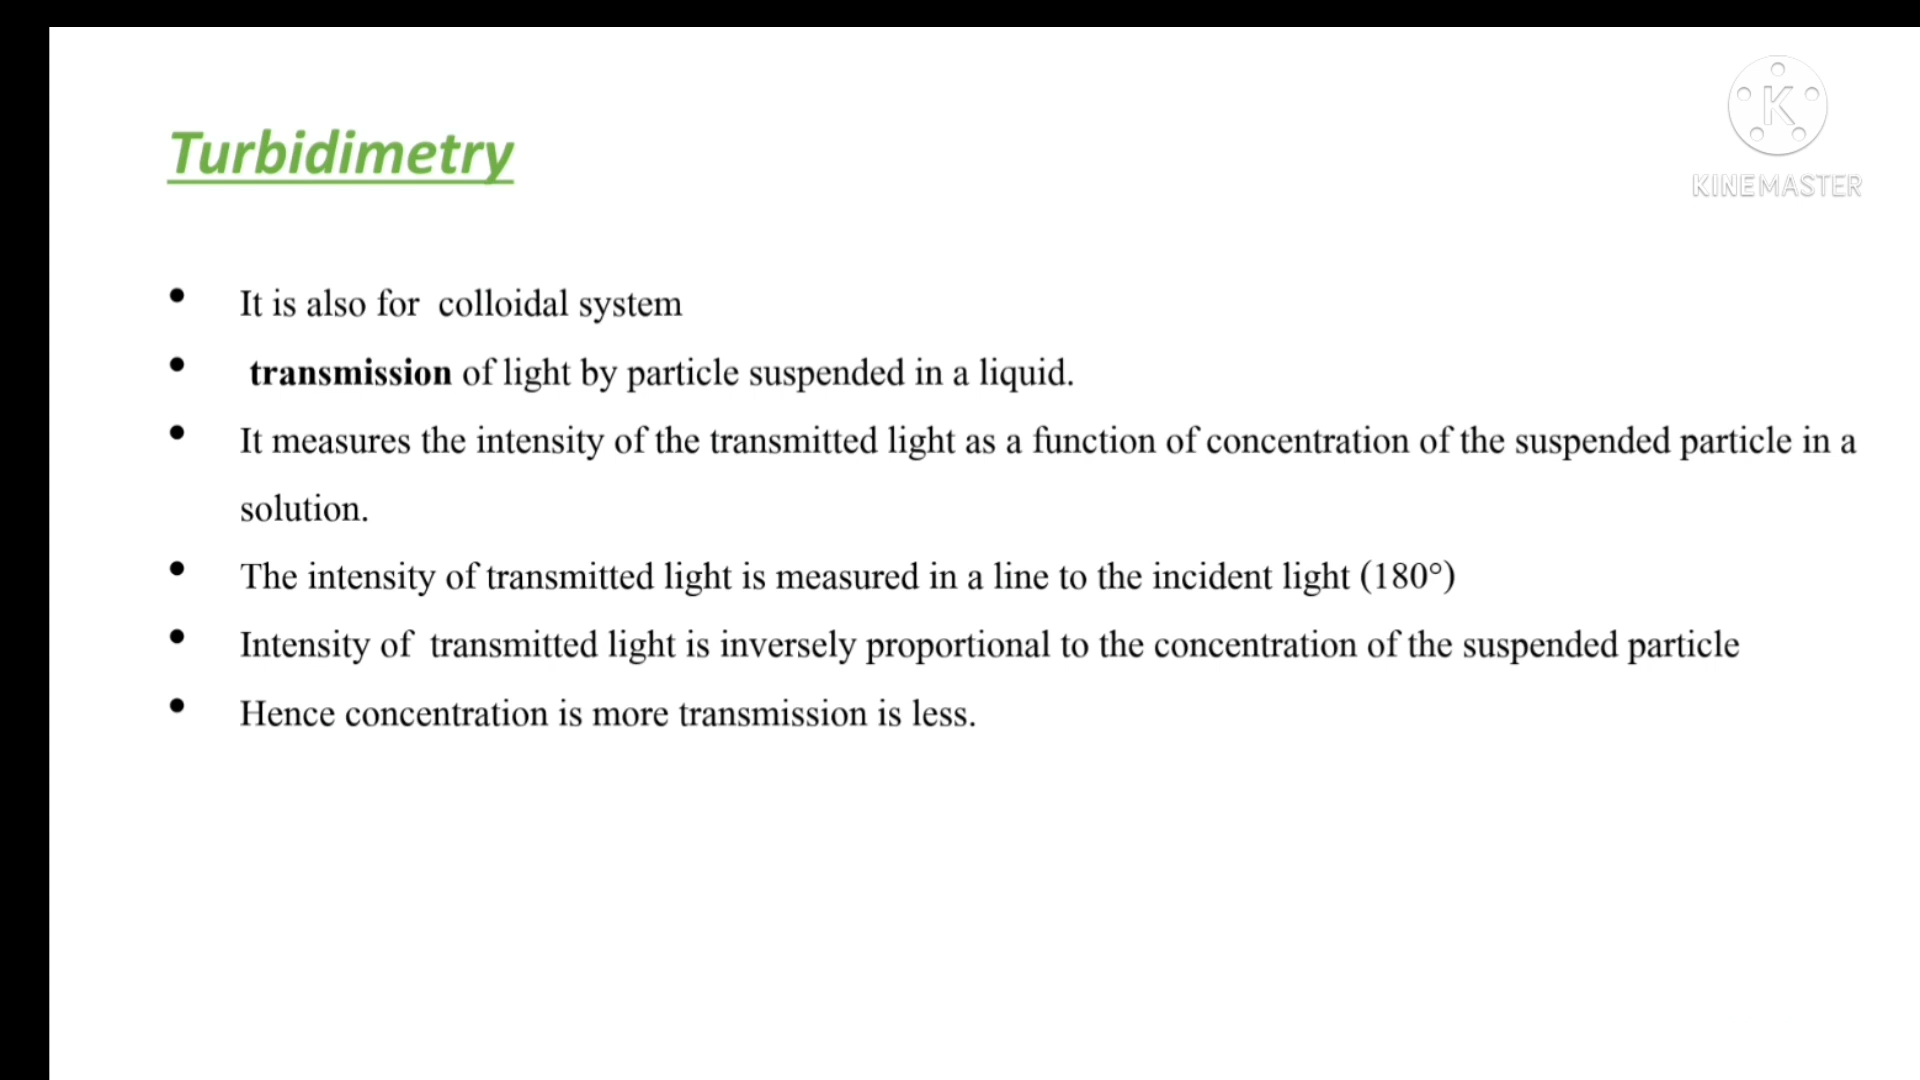 Turbidimetry
K
KINEMASTER
• It is also for colloidal system
• transmission of light by particle suspended in a liquid.
• It measures the intensity of the transmitted light as a function of concentration of the suspended particle in a
solution.
• The intensity of transmitted light is measured in a line to the incident light (180°)
• Intensity of transmitted light is inversely proportional to the concentration of the suspended particle
• Hence concentration is more transmission is less.